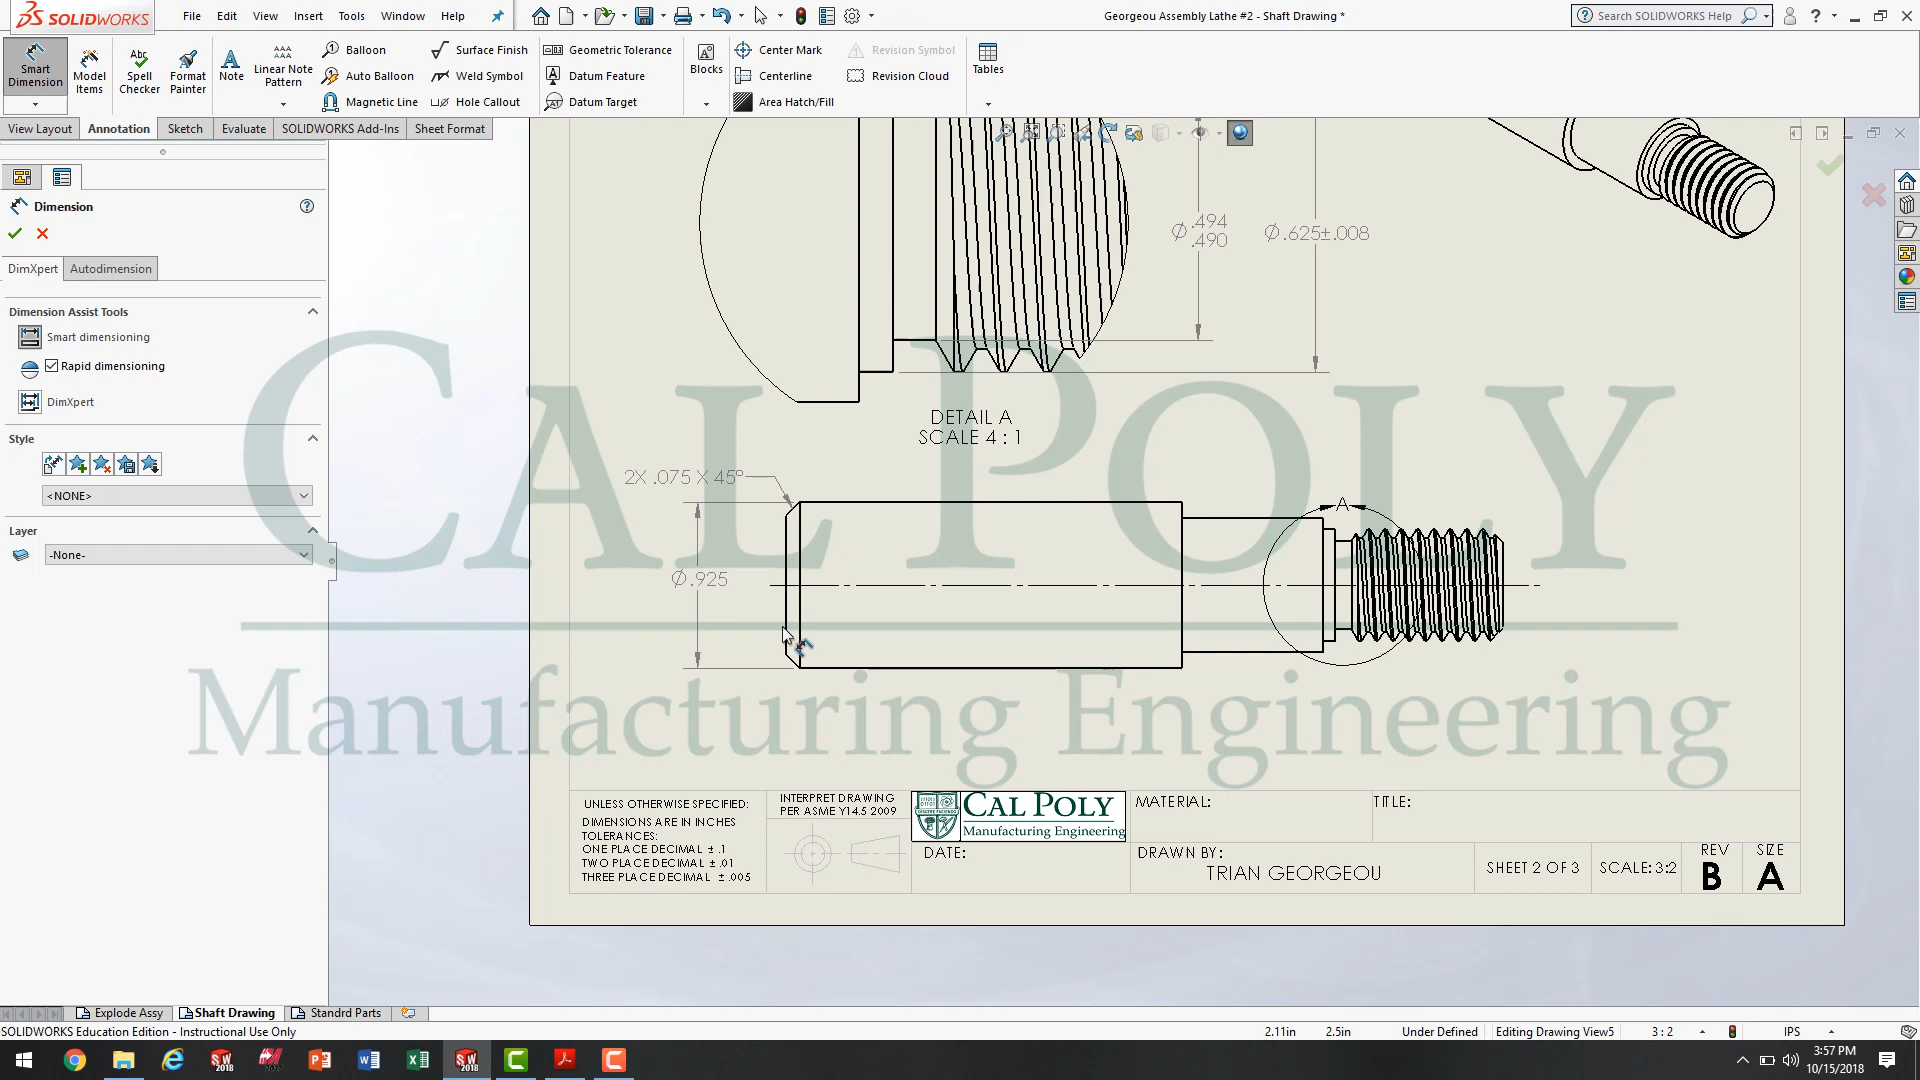 SOLIDWORKS
File Edit View Insert Tools Window Help
Georgeou Assembly Lathe #2 - Shaft Drawing *
Search SOLIDWORKS Help
Smart Dimension
Model Items
Spell Checker
Format Painter
Note
Linear Note Pattern
Balloon
Auto Balloon
Magnetic Line
Surface Finish
Weld Symbol
Hole Callout
Geometric Tolerance
Datum Feature
Datum Target
Blocks
Center Mark
Centerline
Area Hatch/Fill
Revision Symbol
Revision Cloud
Tables
View Layout Annotation Sketch Evaluate SOLIDWORKS Add-Ins Sheet Format
Dimension
DimXpert Autodimension
Dimension Assist Tools
Smart dimensioning
Rapid dimensioning
DimXpert
Style
<NONE>
Layer
-None-
Ø.494
.490
Ø.625±.008
DETAIL A
SCALE 4 : 1
2X .075 X 45°
A
Ø.925
CAL POLY
Manufacturing Engineering
UNLESS OTHERWISE SPECIFIED:
DIMENSIONS ARE IN INCHES
TOLERANCES:
ONE PLACE DECIMAL ± .1
TWO PLACE DECIMAL ± .01
THREE PLACE DECIMAL ± .005
INTERPRET DRAWING
PER ASME Y14.5 2009
CAL POLY
Manufacturing Engineering
DATE:
MATERIAL:
TITLE:
DRAWN BY:
TRIAN GEORGEOU
SHEET 2 OF 3
SCALE: 3:2
REV
B
SIZE
A
Explode Assy Shaft Drawing Standrd Parts
SOLIDWORKS Education Edition - Instructional Use Only
2.11in 2.5in Under Defined Editing Drawing View5 3 : 2 IPS
3:57 PM
10/15/2018